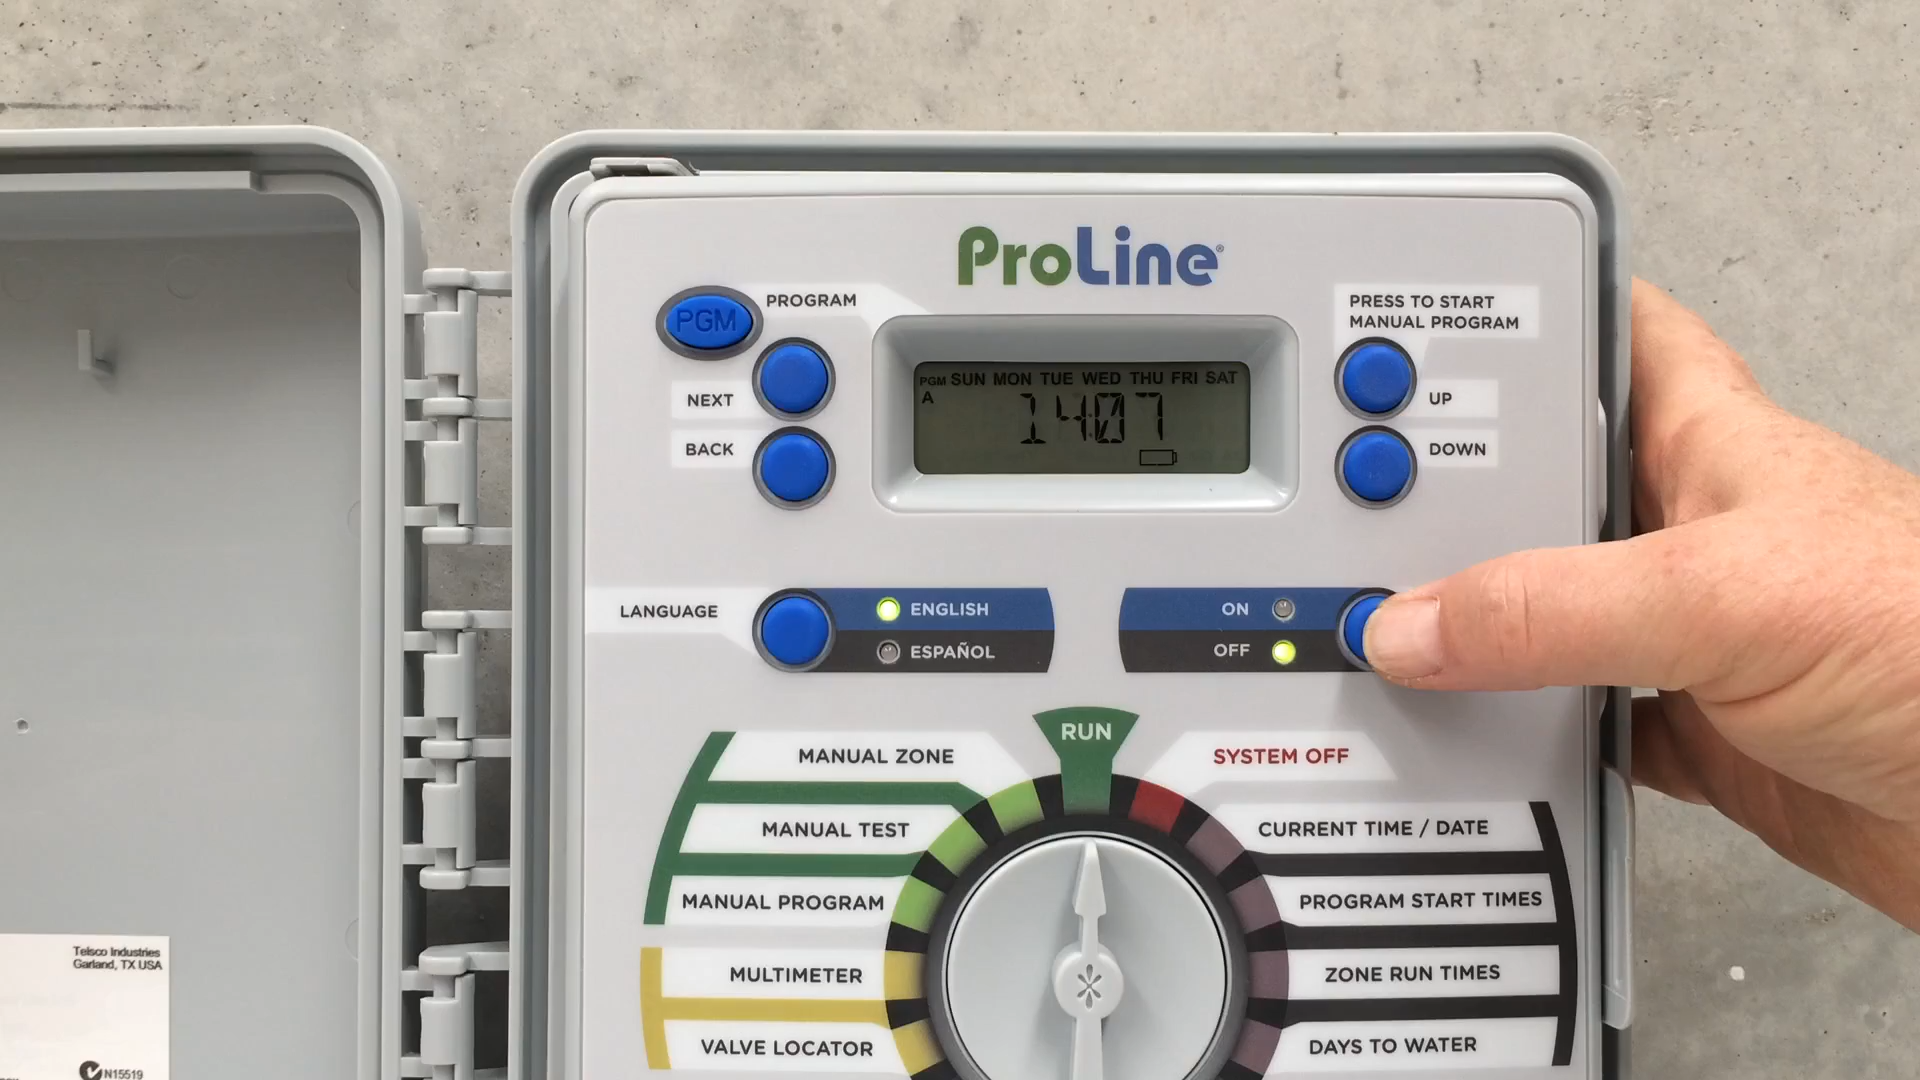 ProLine®
PGM
PROGRAM
NEXT
BACK
PGM SUN MON TUE WED THU FRI SAT
A
14:07
PRESS TO START
MANUAL PROGRAM
UP
DOWN
LANGUAGE
ENGLISH
ESPAÑOL
ON
OFF
RUN
MANUAL ZONE
MANUAL TEST
MANUAL PROGRAM
MULTIMETER
VALVE LOCATOR
SYSTEM OFF
CURRENT TIME / DATE
PROGRAM START TIMES
ZONE RUN TIMES
DAYS TO WATER
Telsco Industries
Garland, TX USA
N15519